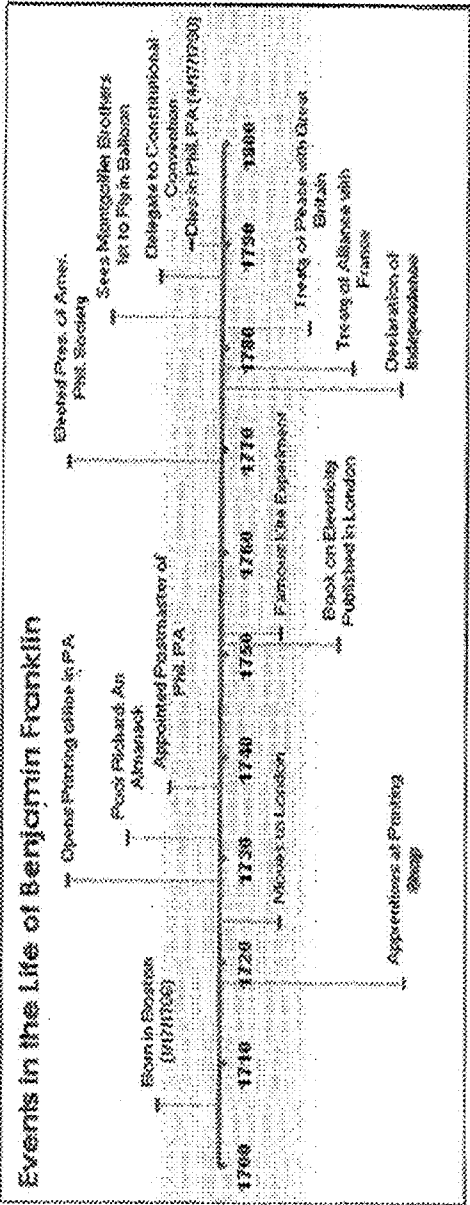 Events in the Life of Benjamin Franklin
Born in Boston
Opens Printing office in PA
Poor Richard: An
Almanack
Appointed Postmaster of
Phil. PA
Elected Pres. of Amer.
Phil. Society
Sees Montgolfier Brothers
1st to Fly in Balloon
Delegate to Constitutional
Convention
Dies in Phil. PA
1700
1710
1720
1730
1740
1750
1760
1770
1780
1790
1800
Apprentices at Printing
Shop
Moves to London
Book on Electricity
Published in London
Famous Kite Experiment
Declaration of
Independence
Treaty of Alliance with
France
Treaty of Peace with Great
Britain